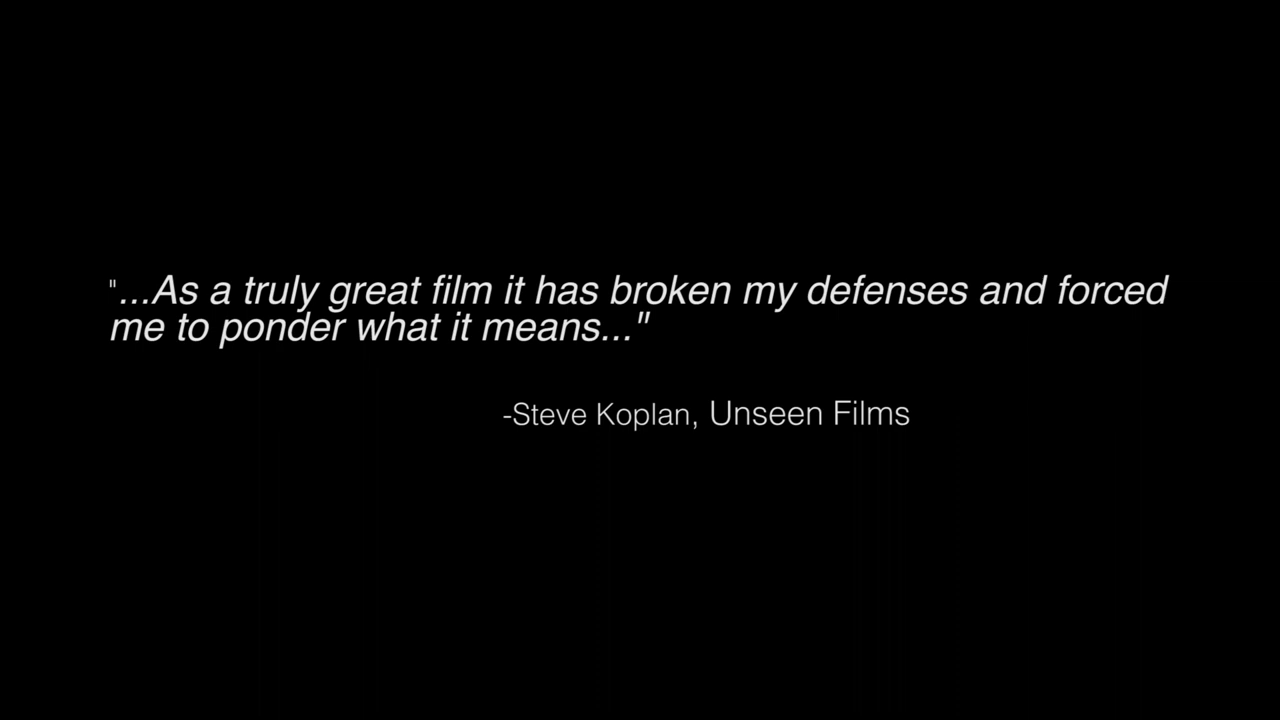 "...As a truly great film it has broken my defenses and forced
me to ponder what it means..."
-Steve Koplan, Unseen Films